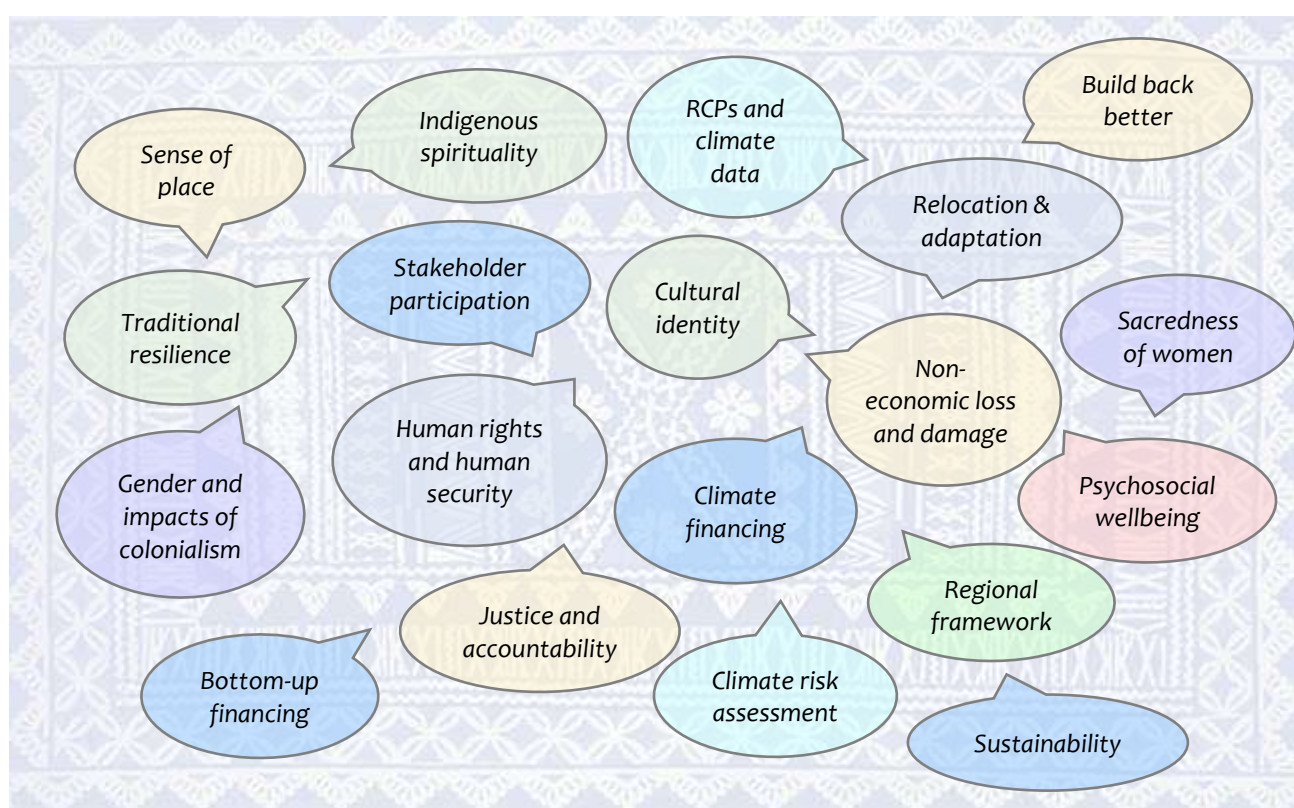 Sense of
place
Indigenous
spirituality
RCPs and
climate
data
Build back
better
Relocation &
adaptation
Traditional
resilience
Stakeholder
participation
Cultural
identity
Sacredness
of women
Non-
economic loss
and damage
Gender and
impacts of
colonialism
Human rights
and human
security
Climate
financing
Psychosocial
wellbeing
Regional
framework
Justice and
accountability
Bottom-up
financing
Climate risk
assessment
Sustainability